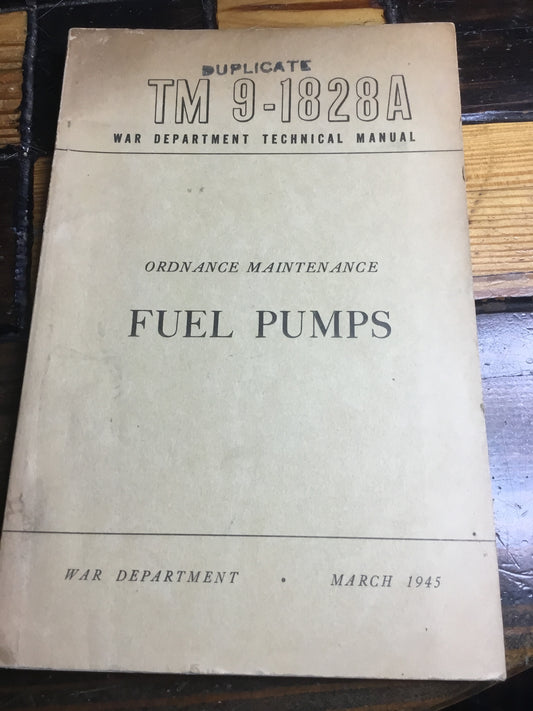 DUPLICATE
TM 9-1828A
WAR DEPARTMENT TECHNICAL MANUAL
ORDNANCE MAINTENANCE
FUEL PUMPS
WAR DEPARTMENT • MARCH 1945